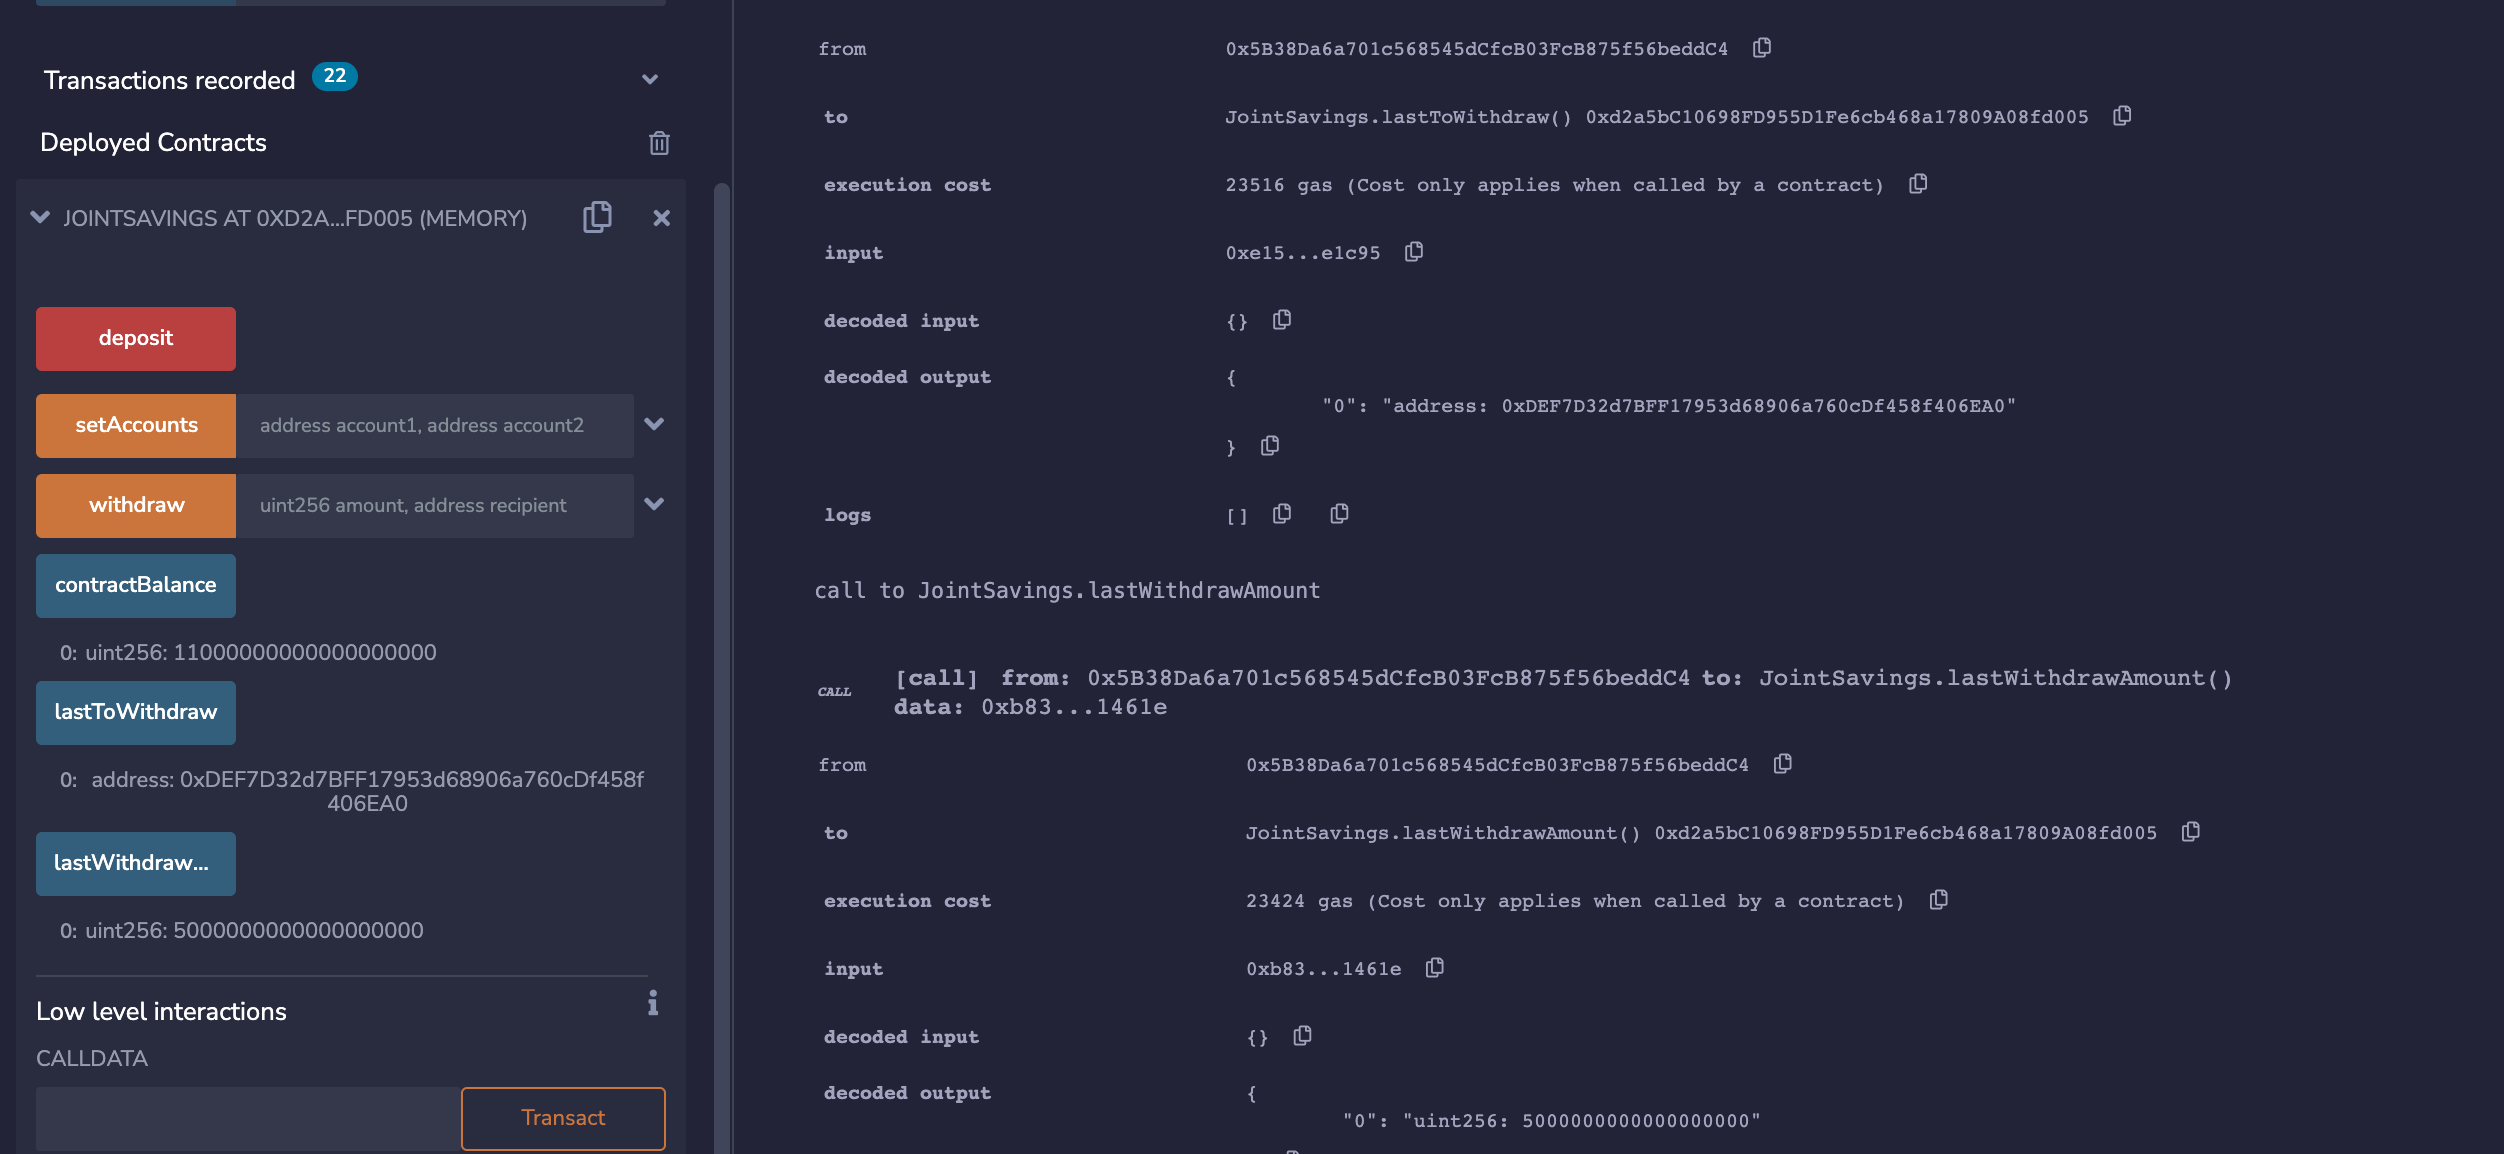 Transactions recorded 22
Deployed Contracts
JOINTSAVINGS AT 0XD2A...FD005 (MEMORY)
deposit
setAccounts address account1, address account2
withdraw uint256 amount, address recipient
contractBalance
0: uint256: 11000000000000000000
lastToWithdraw
0: address: 0xDEF7D32d7BFF17953d68906a760cDf458f
406EA0
lastWithdraw...
0: uint256: 5000000000000000000
Low level interactions
CALLDATA
Transact
from 0x5B38Da6a701c568545dCfcB03FcB875f56beddC4
to JointSavings.lastToWithdraw() 0xd2a5bC10698FD955D1Fe6cb468a17809A08fd005
execution cost 23516 gas (Cost only applies when called by a contract)
input 0xe15...e1c95
decoded input {}
decoded output {
"0": "address: 0xDEF7D32d7BFF17953d68906a760cDf458f406EA0"
}
logs []
call to JointSavings.lastWithdrawAmount
CALL [call] from: 0x5B38Da6a701c568545dCfcB03FcB875f56beddC4 to: JointSavings.lastWithdrawAmount()
data: 0xb83...1461e
from 0x5B38Da6a701c568545dCfcB03FcB875f56beddC4
to JointSavings.lastWithdrawAmount() 0xd2a5bC10698FD955D1Fe6cb468a17809A08fd005
execution cost 23424 gas (Cost only applies when called by a contract)
input 0xb83...1461e
decoded input {}
decoded output {
"0": "uint256: 5000000000000000000"